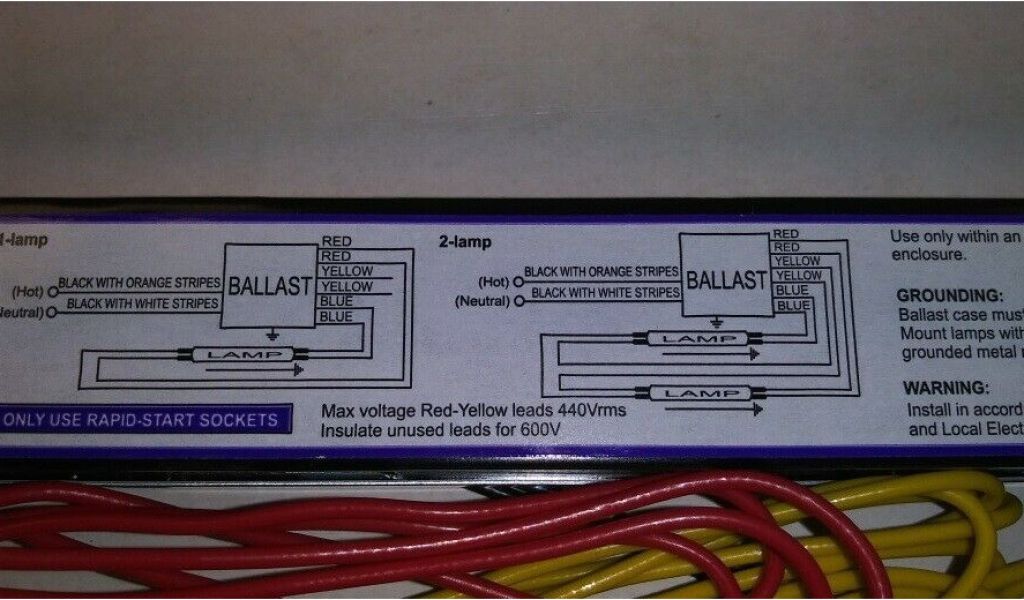 1-lamp
RED
RED
YELLOW
YELLOW
BLUE
BLUE
BALLAST
BLACK WITH ORANGE STRIPES
(Hot)
BLACK WITH WHITE STRIPES
Neutral)
LAMP
ONLY USE RAPID-START SOCKETS
Max voltage Red-Yellow leads 440Vrms
Insulate unused leads for 600V
2-lamp
RED
RED
YELLOW
YELLOW
BLUE
BLUE
BALLAST
BLACK WITH ORANGE STRIPES
(Hot)
BLACK WITH WHITE STRIPES
(Neutral)
LAMP
LAMP
Use only within an
enclosure.
GROUNDING:
Ballast case must
Mount lamps with
grounded metal
WARNING:
Install in accord
and Local Elect